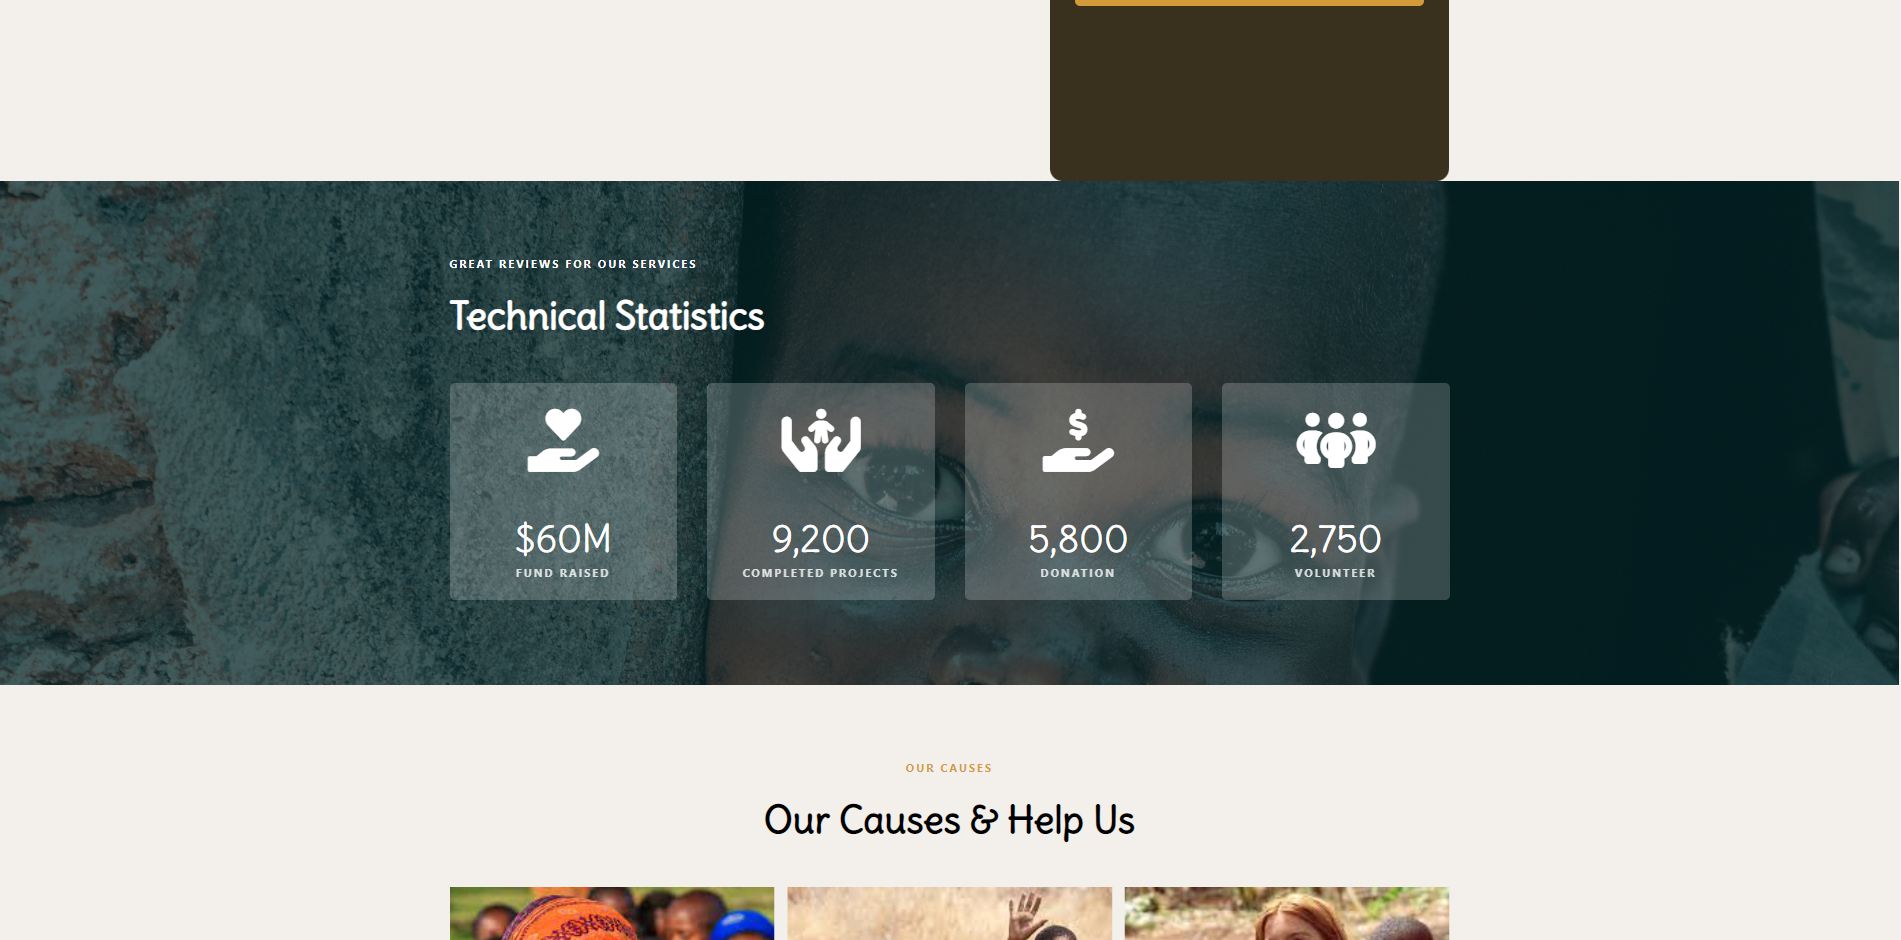 GREAT REVIEWS FOR OUR SERVICES
Technical Statistics
$60M
FUND RAISED
9,200
COMPLETED PROJECTS
5,800
DONATION
2,750
VOLUNTEER
OUR CAUSES
Our Causes & Help Us